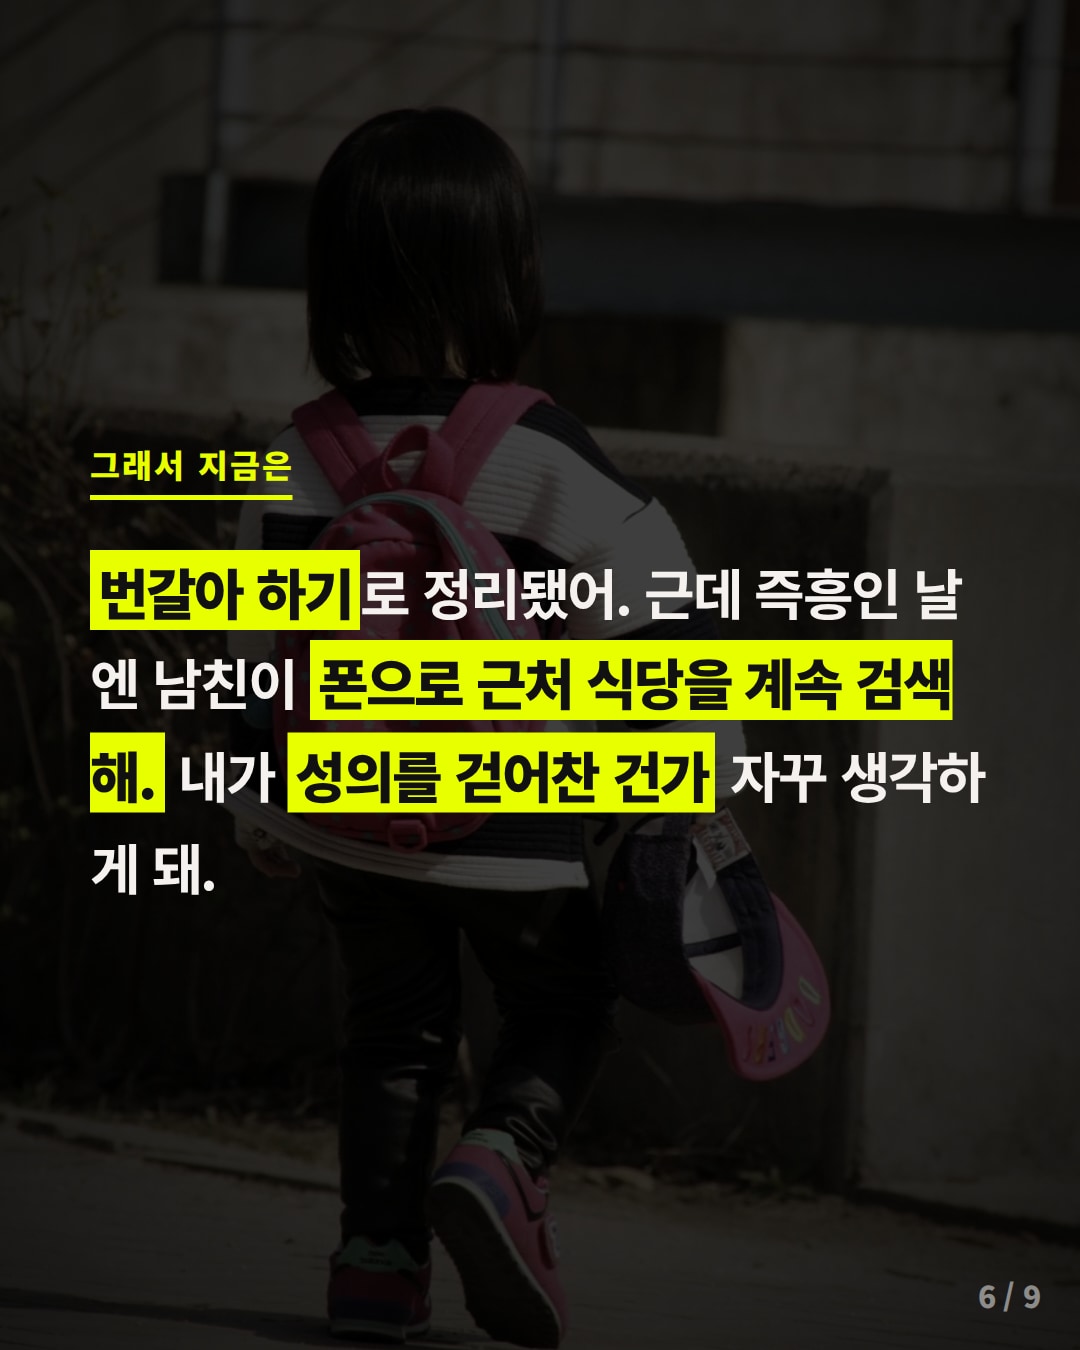 그래서 지금은
번갈아 하기로 정리됐어. 근데 즉흥인 날
엔 남친이 폰으로 근처 식당을 계속 검색
해. 내가 성의를 걷어찬 건가 자꾸 생각하
게 돼.
6 / 9